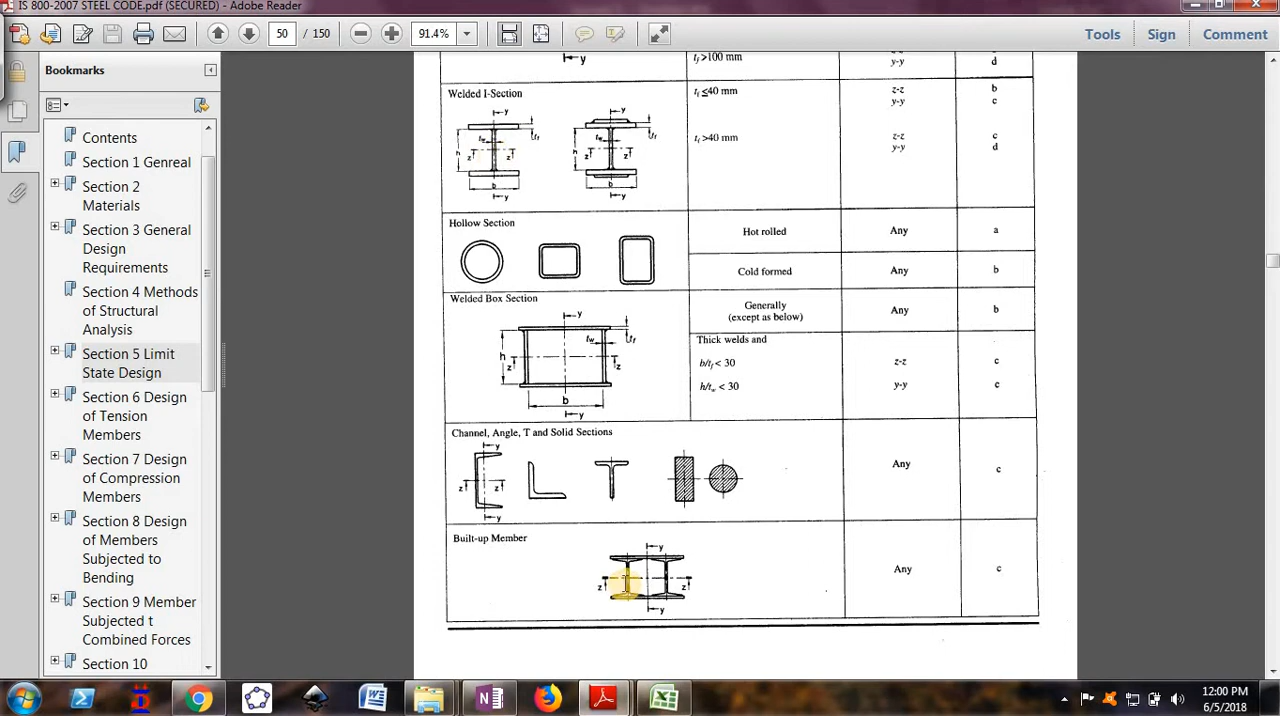 IS 800-2007 STEEL CODE.pdf (SECURED) - Adobe Reader
50 / 150
91.4%
Tools
Sign
Comment
Bookmarks
Contents
Section 1 Genreal
Section 2
Materials
Section 3 General
Design
Requirements
Section 4 Methods
of Structural
Analysis
Section 5 Limit
State Design
Section 6 Design
of Tension
Members
Section 7 Design
of Compression
Members
Section 8 Design
of Members
Subjected to
Bending
Section 9 Member
Subjected t
Combined Forces
Section 10
y
tf >100 mm
y-y
d
Welded I-Section
tf ≤40 mm
z-z
b
y-y
c
tf >40 mm
z-z
c
y-y
d
y
tw
tf
h
z
z
b
y
y
tw
tf
h
z
z
b
y
Hollow Section
Hot rolled
Any
a
Cold formed
Any
b
Welded Box Section
Generally
(except as below)
Any
b
Thick welds and
b/tf < 30
z-z
c
h/tw < 30
y-y
c
y
tw
tf
h
z
z
b
y
Channel, Angle, T and Solid Sections
Any
c
y
z
z
y
Built-up Member
Any
c
y
z
z
y
12:00 PM
6/5/2018